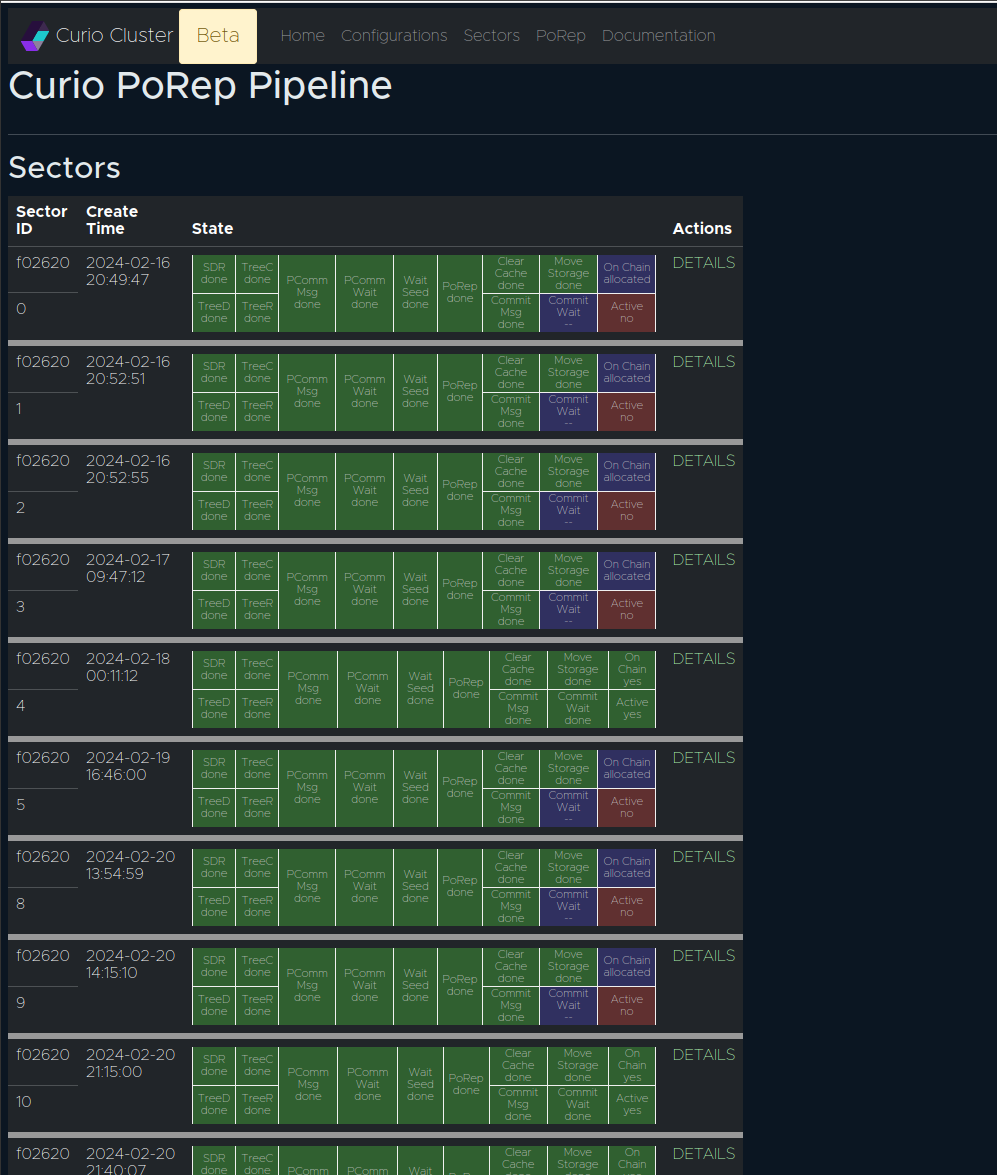 Curio Cluster Beta Home Configurations Sectors PoRep Documentation
Curio PoRep Pipeline
Sectors
Sector ID Create Time State Actions
f02620 2024-02-16 20:49:47 DETAILS
0
SDR done TreeC done PComm Msg done PComm Wait done Wait Seed done PoRep done Clear Cache done Move Storage done On Chain allocated
TreeD done TreeR done Commit Msg done Commit Wait -- Active no
f02620 2024-02-16 20:52:51 DETAILS
1
SDR done TreeC done PComm Msg done PComm Wait done Wait Seed done PoRep done Clear Cache done Move Storage done On Chain allocated
TreeD done TreeR done Commit Msg done Commit Wait -- Active no
f02620 2024-02-16 20:52:55 DETAILS
2
SDR done TreeC done PComm Msg done PComm Wait done Wait Seed done PoRep done Clear Cache done Move Storage done On Chain allocated
TreeD done TreeR done Commit Msg done Commit Wait -- Active no
f02620 2024-02-17 09:47:12 DETAILS
3
SDR done TreeC done PComm Msg done PComm Wait done Wait Seed done PoRep done Clear Cache done Move Storage done On Chain allocated
TreeD done TreeR done Commit Msg done Commit Wait -- Active no
f02620 2024-02-18 00:11:12 DETAILS
4
SDR done TreeC done PComm Msg done PComm Wait done Wait Seed done PoRep done Clear Cache done Move Storage done On Chain yes
TreeD done TreeR done Commit Msg done Commit Wait done Active yes
f02620 2024-02-19 16:46:00 DETAILS
5
SDR done TreeC done PComm Msg done PComm Wait done Wait Seed done PoRep done Clear Cache done Move Storage done On Chain allocated
TreeD done TreeR done Commit Msg done Commit Wait -- Active no
f02620 2024-02-20 13:54:59 DETAILS
8
SDR done TreeC done PComm Msg done PComm Wait done Wait Seed done PoRep done Clear Cache done Move Storage done On Chain allocated
TreeD done TreeR done Commit Msg done Commit Wait -- Active no
f02620 2024-02-20 14:15:10 DETAILS
9
SDR done TreeC done PComm Msg done PComm Wait done Wait Seed done PoRep done Clear Cache done Move Storage done On Chain allocated
TreeD done TreeR done Commit Msg done Commit Wait -- Active no
f02620 2024-02-20 21:15:00 DETAILS
10
SDR done TreeC done PComm Msg done PComm Wait done Wait Seed done PoRep done Clear Cache done Move Storage done On Chain yes
TreeD done TreeR done Commit Msg done Commit Wait done Active yes
f02620 2024-02-20 21:40:07 DETAILS
SDR done TreeC done PComm PComm Wait Clear Cache done Move Storage done On Chain yes